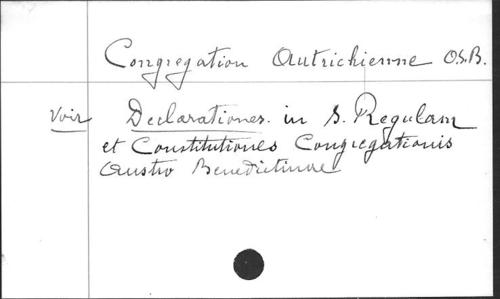 Congregation Autrichienne O.S.B.
Voir Declarationes in S. Regulam
et Constitutiones Congregationis
Austro Benedictinae